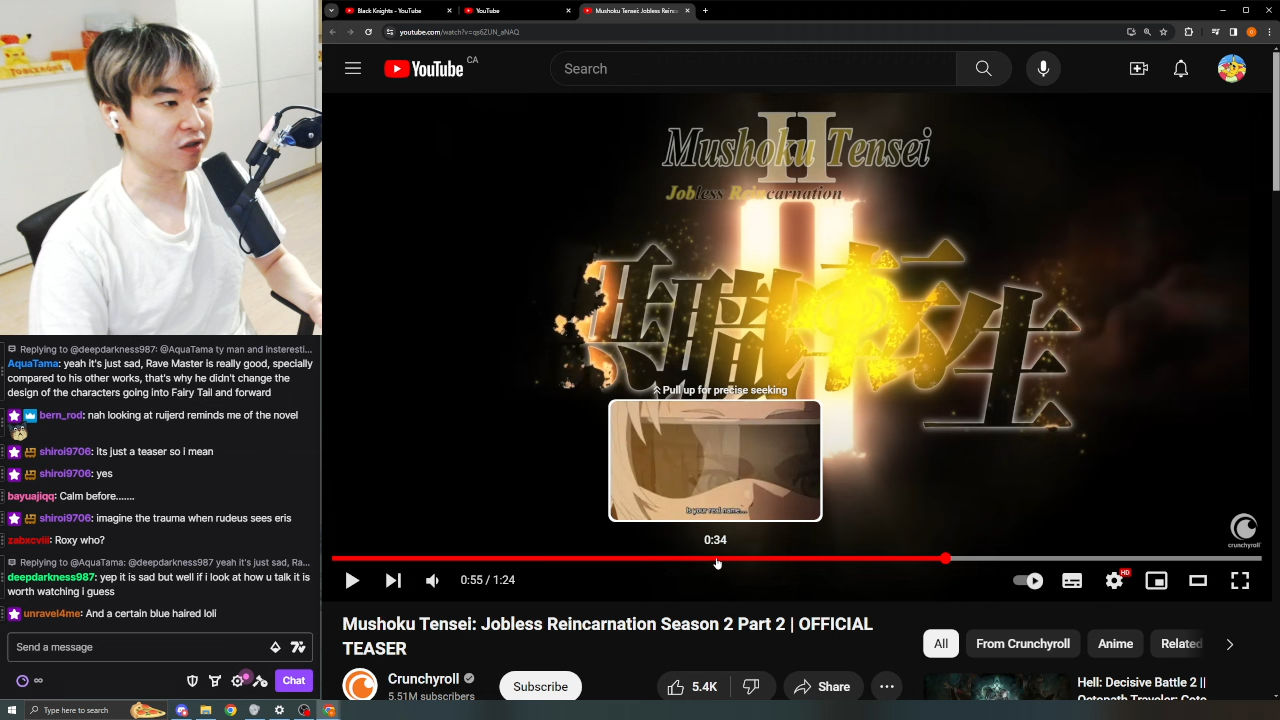 Black Knights - YouTube
YouTube
Mushoku Tensei: Jobless Reinc
youtube.com/watch?v=qs6ZUN_aNAQ
YouTube CA
Search
Mushoku Tensei
II
Jobless Reincarnation
無職転生
Pull up for precise seeking
Is your real name...
0:34
crunchyroll
0:55 / 1:24
HD
Mushoku Tensei: Jobless Reincarnation Season 2 Part 2 | OFFICIAL
TEASER
Crunchyroll
5.51M subscribers
Subscribe
5.4K
Share
All
From Crunchyroll
Anime
Related
Hell: Decisive Battle 2 ||
Replying to @deepdarkness987: @AquaTama ty man and insteresti...
AquaTama: yeah it's just sad, Rave Master is really good, specially
compared to his other works, that's why he didn't change the
design of the characters going into Fairy Tail and forward
bern_rod: nah looking at ruijerd reminds me of the novel
shiroi9706: its just a teaser so i mean
shiroi9706: yes
bayuajiqq: Calm before.......
shiroi9706: imagine the trauma when rudeus sees eris
zabxcviii: Roxy who?
Replying to @AquaTama: @deepdarkness987 yeah it's just sad, Ra...
deepdarkness987: yep it is sad but well if i look at how u talk it is
worth watching i guess
unravel4me: And a certain blue haired loli
Send a message
Chat
Type here to search